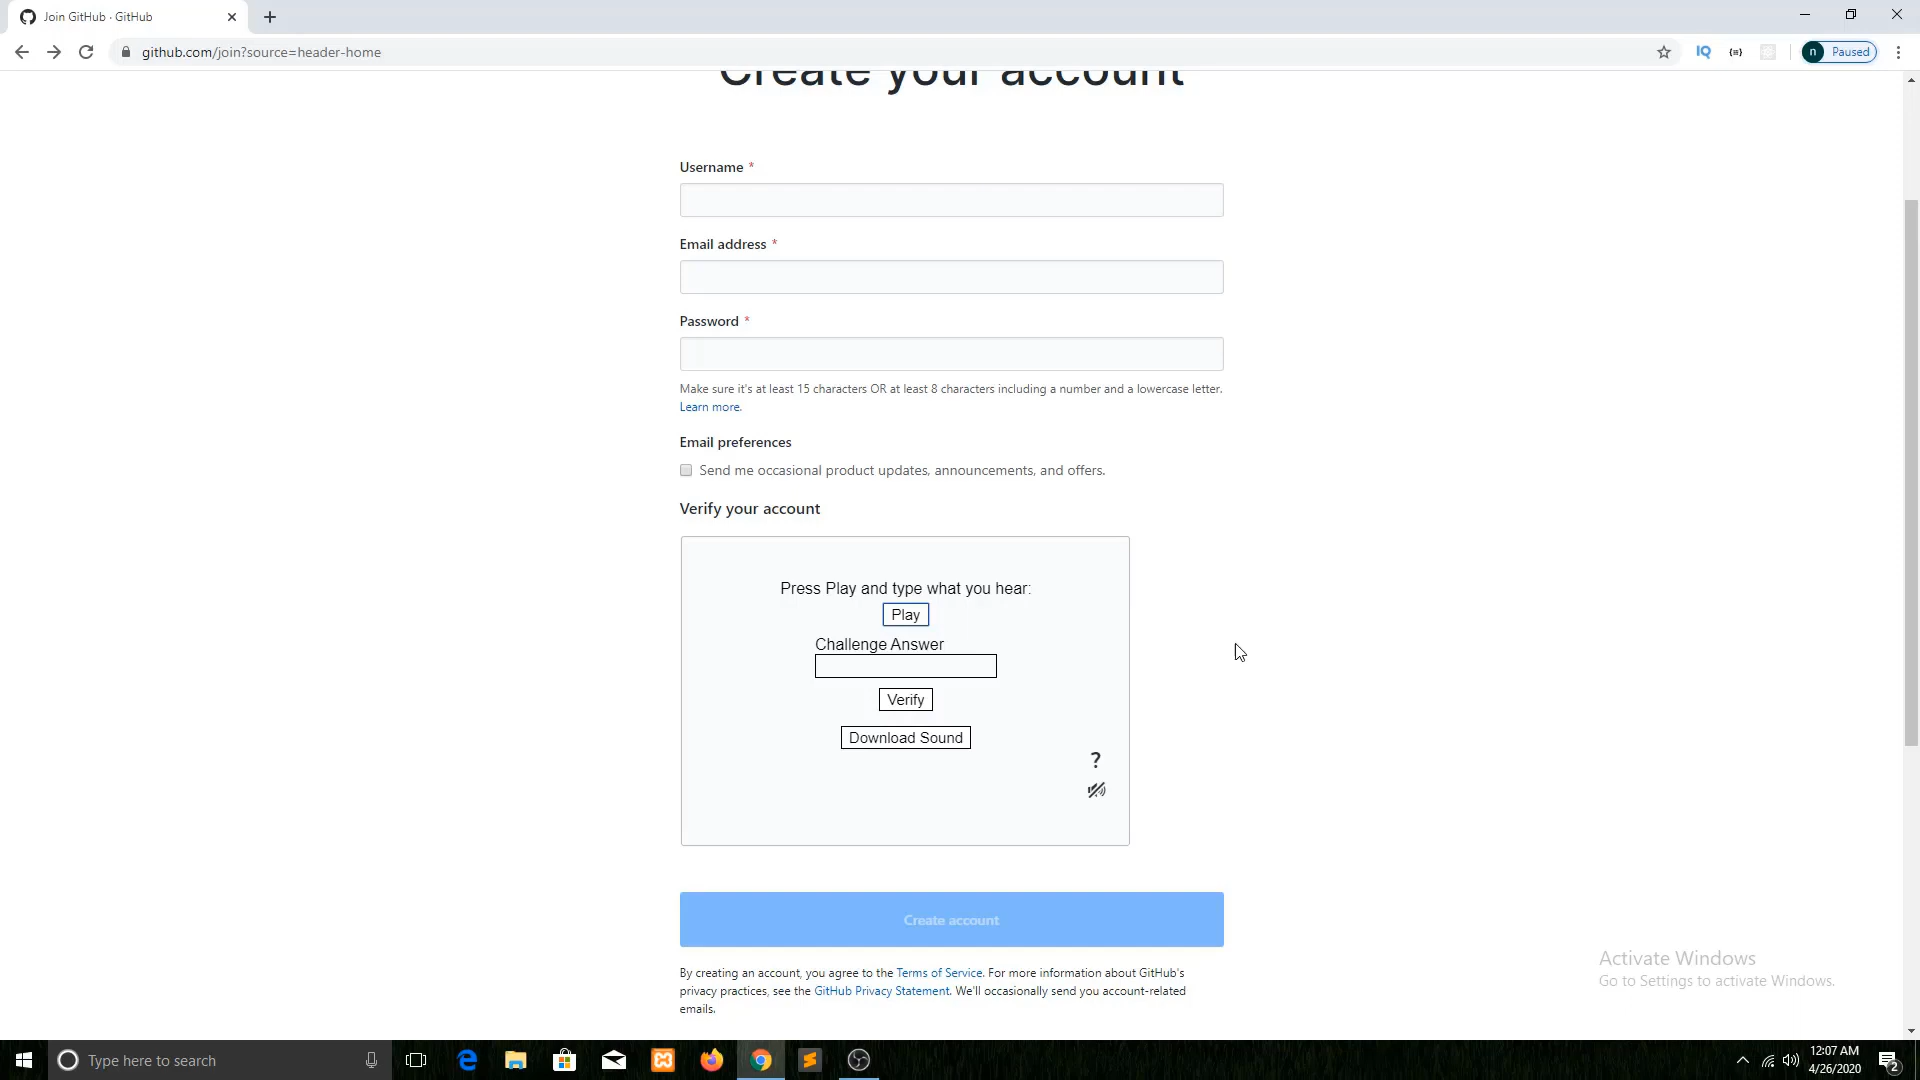 Join GitHub · GitHub
github.com/join?source=header-home
IQ
n Paused
Create your account
Username *
Email address *
Password *
Make sure it's at least 15 characters OR at least 8 characters including a number and a lowercase letter.
Learn more.
Email preferences
Send me occasional product updates, announcements, and offers.
Verify your account
Press Play and type what you hear:
Play
Challenge Answer
Verify
Download Sound
?
Create account
By creating an account, you agree to the Terms of Service. For more information about GitHub's
privacy practices, see the GitHub Privacy Statement. We'll occasionally send you account-related
emails.
Activate Windows
Go to Settings to activate Windows.
Type here to search
12:07 AM
4/26/2020
2